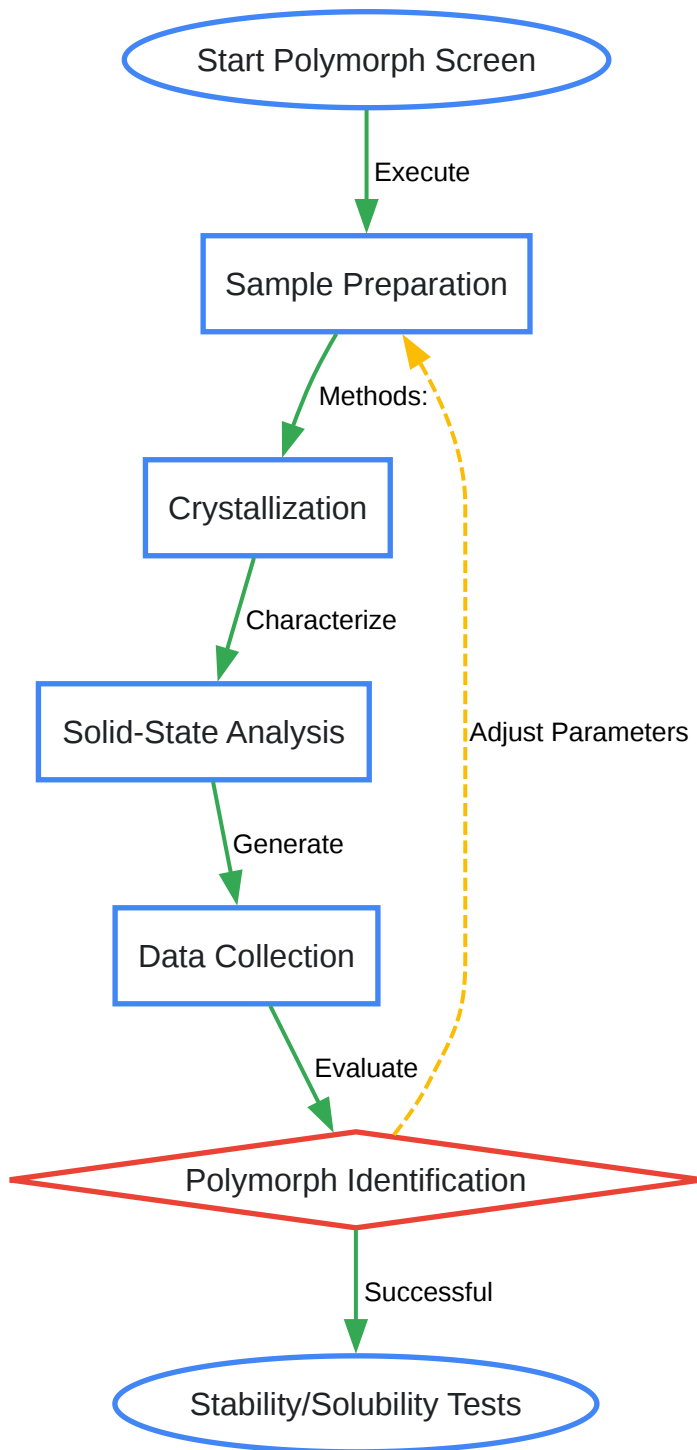 Start Polymorph Screen
Execute
Sample Preparation
Methods:
Crystallization
Characterize
Solid-State Analysis
Adjust Parameters
Generate
Data Collection
Evaluate
Polymorph Identification
Successful
Stability/Solubility Tests